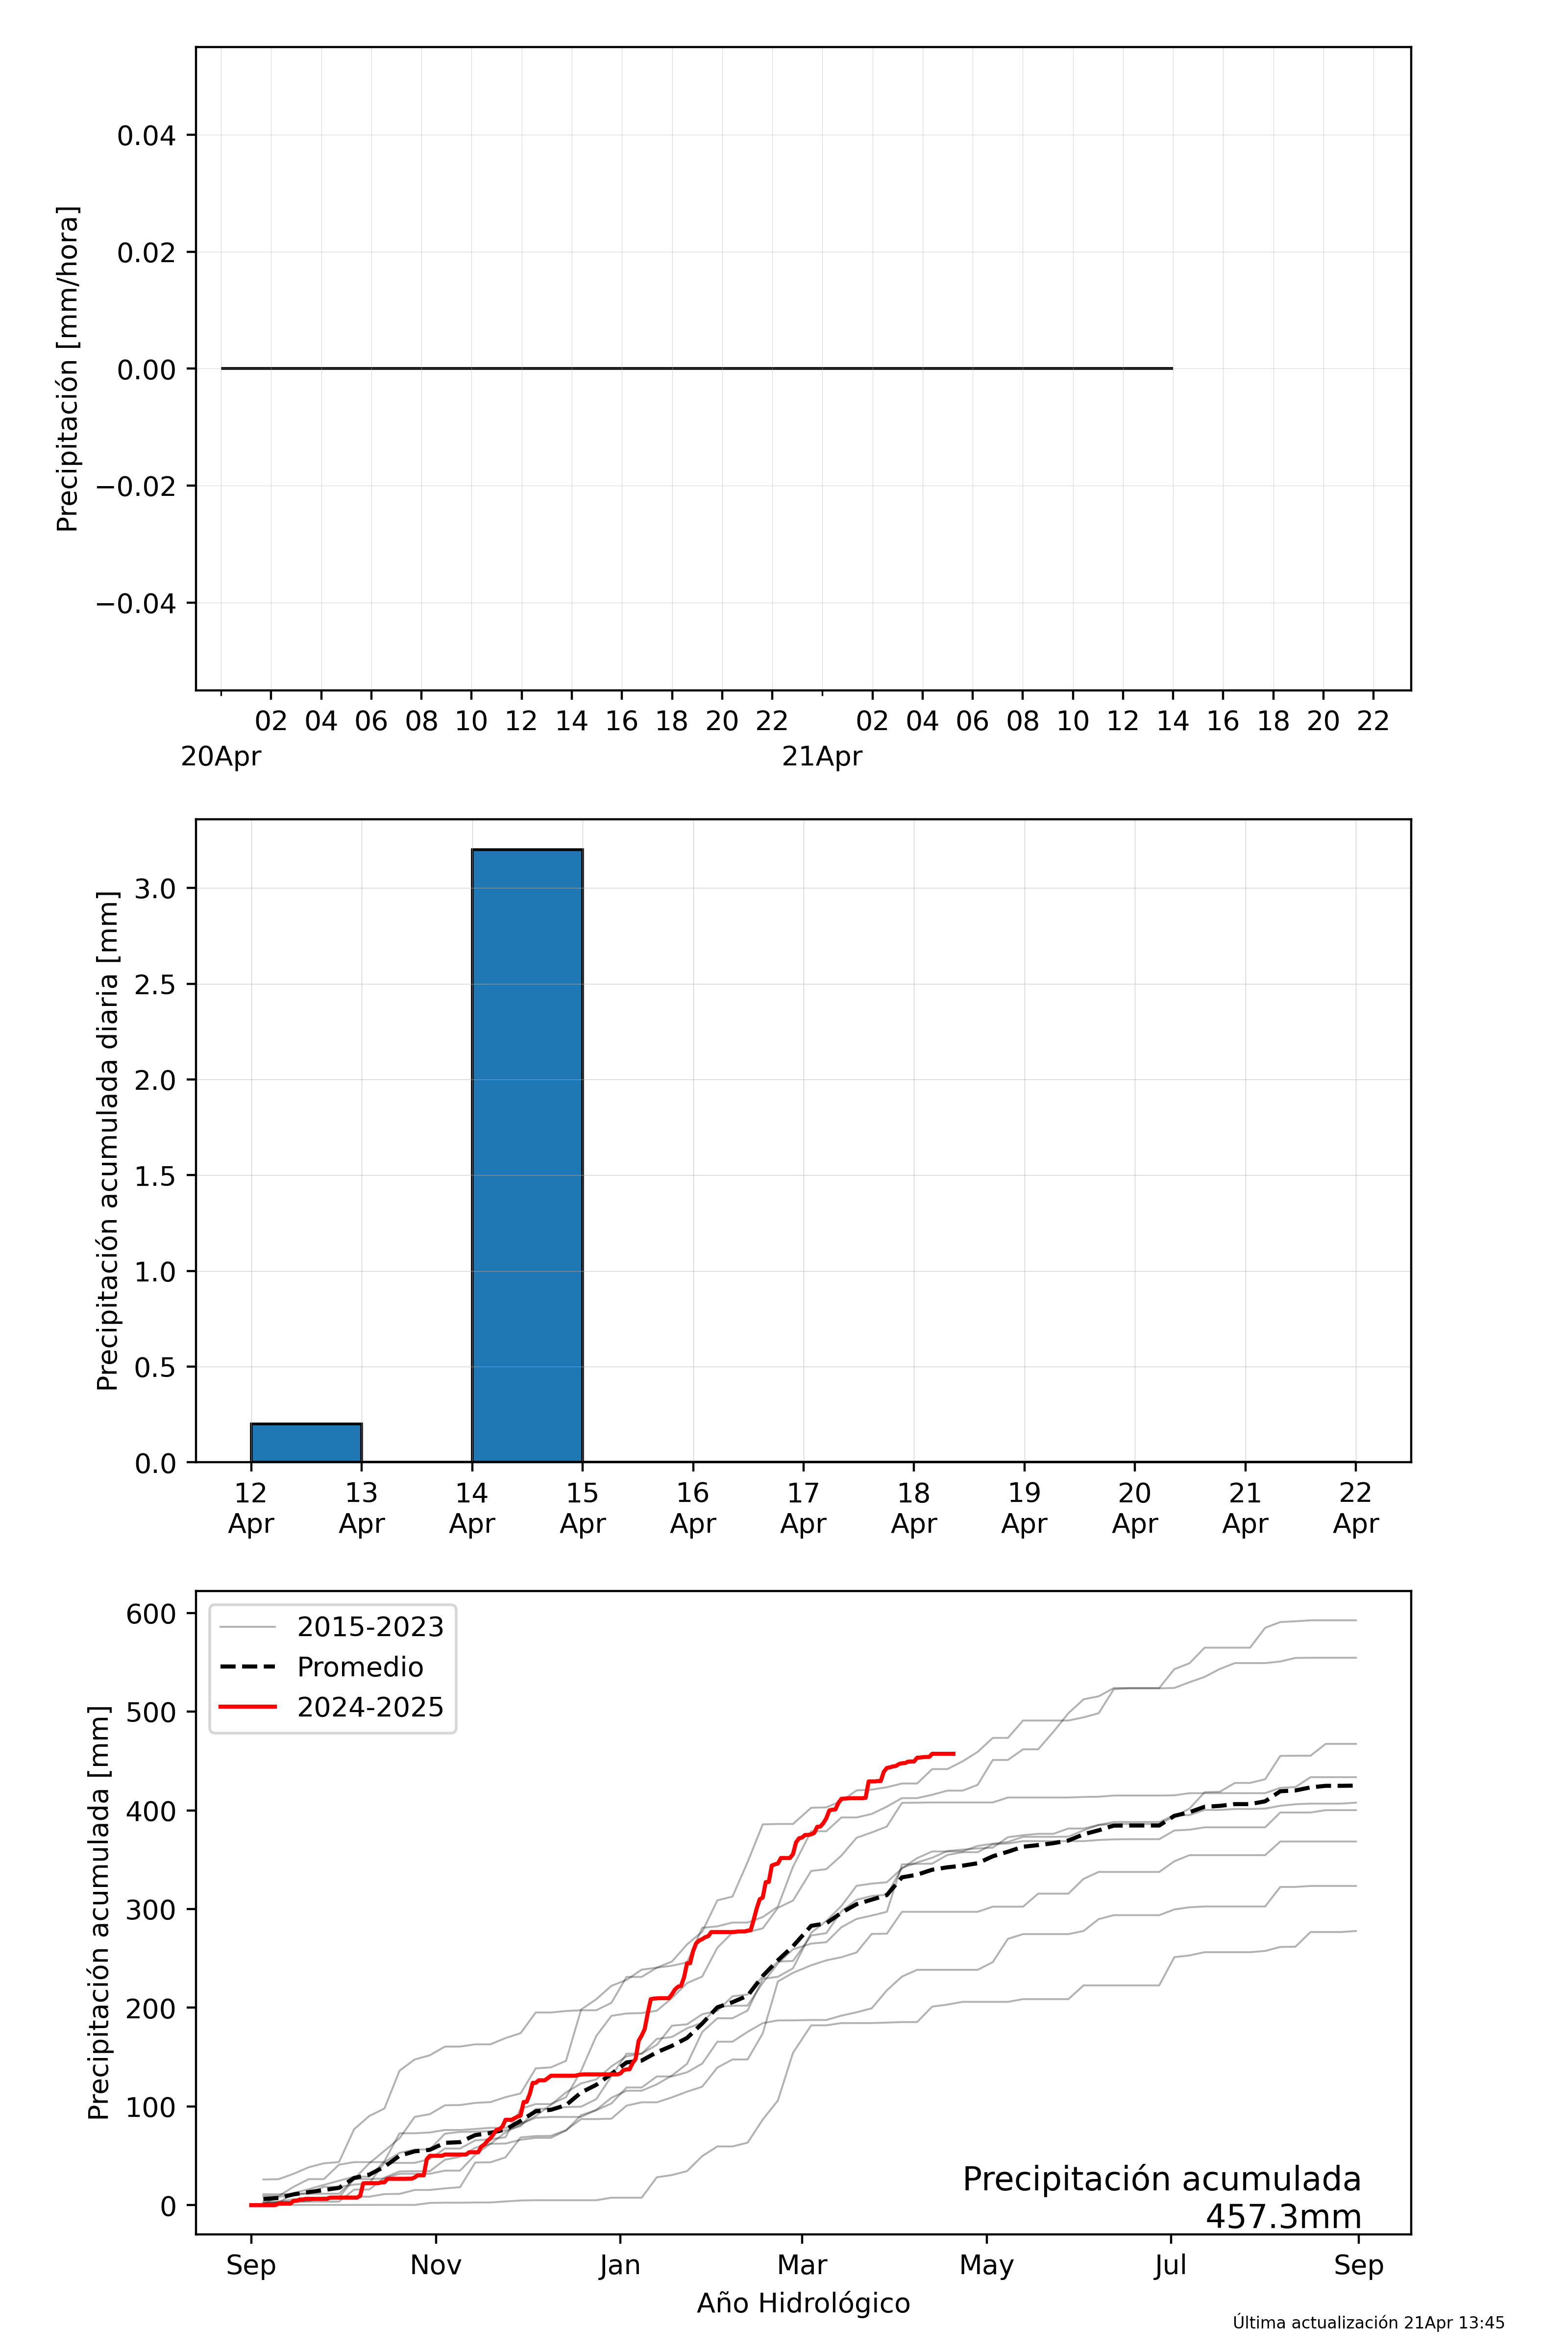 Precipitación [mm/hora]
0.04
0.02
0.00
−0.02
−0.04
02 04 06 08 10 12 14 16 18 20 22 02 04 06 08 10 12 14 16 18 20 22
20Apr 21Apr
Precipitación acumulada diaria [mm]
3.0
2.5
2.0
1.5
1.0
0.5
0.0
12 13 14 15 16 17 18 19 20 21 22
Apr Apr Apr Apr Apr Apr Apr Apr Apr Apr Apr
Precipitación acumulada [mm]
600
500
400
300
200
100
0
2015-2023
Promedio
2024-2025
Precipitación acumulada
457.3mm
Sep Nov Jan Mar May Jul Sep
Año Hidrológico
Última actualización 21Apr 13:45